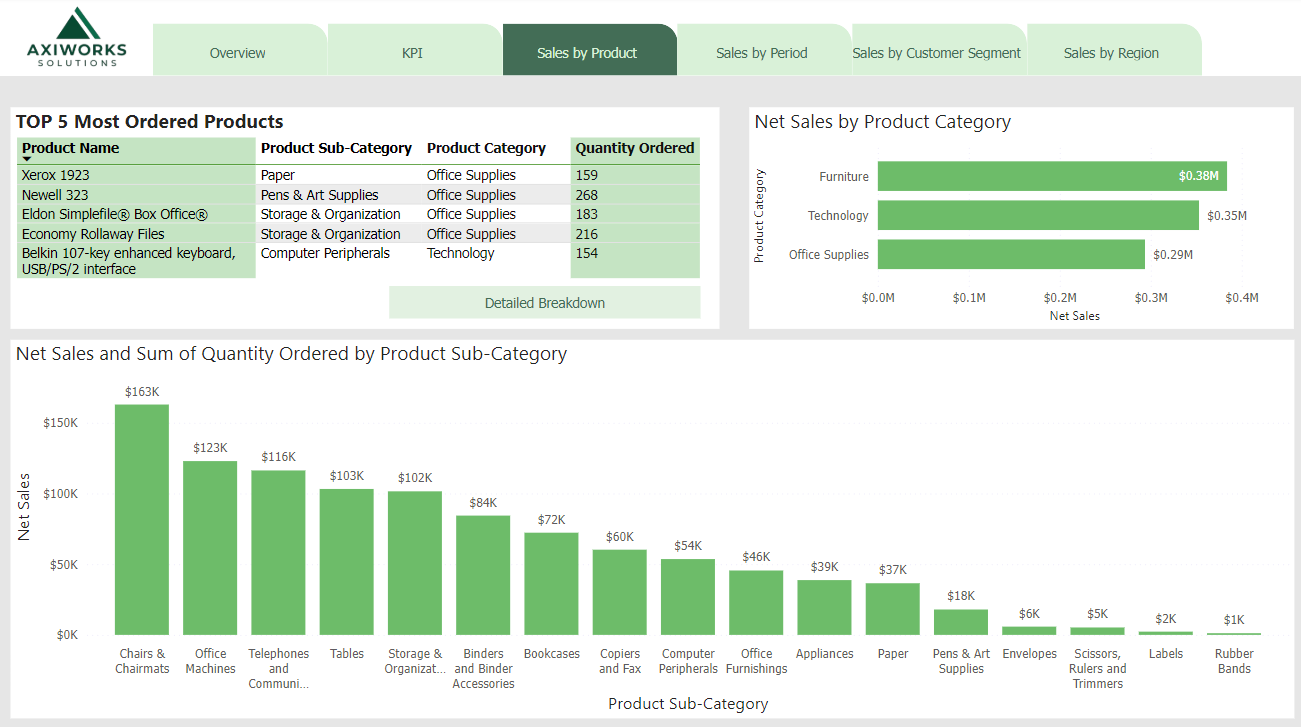 AXIWORKS
SOLUTIONS
Overview
KPI
Sales by Product
Sales by Period
Sales by Customer Segment
Sales by Region
TOP 5 Most Ordered Products
Product Name Product Sub-Category Product Category Quantity Ordered
Xerox 1923 Paper Office Supplies 159
Newell 323 Pens & Art Supplies Office Supplies 268
Eldon Simplefile® Box Office® Storage & Organization Office Supplies 183
Economy Rollaway Files Storage & Organization Office Supplies 216
Belkin 107-key enhanced keyboard, Computer Peripherals Technology 154
USB/PS/2 interface
Detailed Breakdown
Net Sales by Product Category
Product Category
Furniture $0.38M
Technology $0.35M
Office Supplies $0.29M
$0.0M $0.1M $0.2M $0.3M $0.4M
Net Sales
Net Sales and Sum of Quantity Ordered by Product Sub-Category
Net Sales
$150K
$100K
$50K
$0K
$163K
$123K
$116K
$103K
$102K
$84K
$72K
$60K
$54K
$46K
$39K
$37K
$18K
$6K
$5K
$2K
$1K
Chairs &
Chairmats
Office
Machines
Telephones
and
Communi...
Tables
Storage &
Organizat...
Binders
and Binder
Accessories
Bookcases
Copiers
and Fax
Computer
Peripherals
Office
Furnishings
Appliances
Paper
Pens & Art
Supplies
Envelopes
Scissors,
Rulers and
Trimmers
Labels
Rubber
Bands
Product Sub-Category